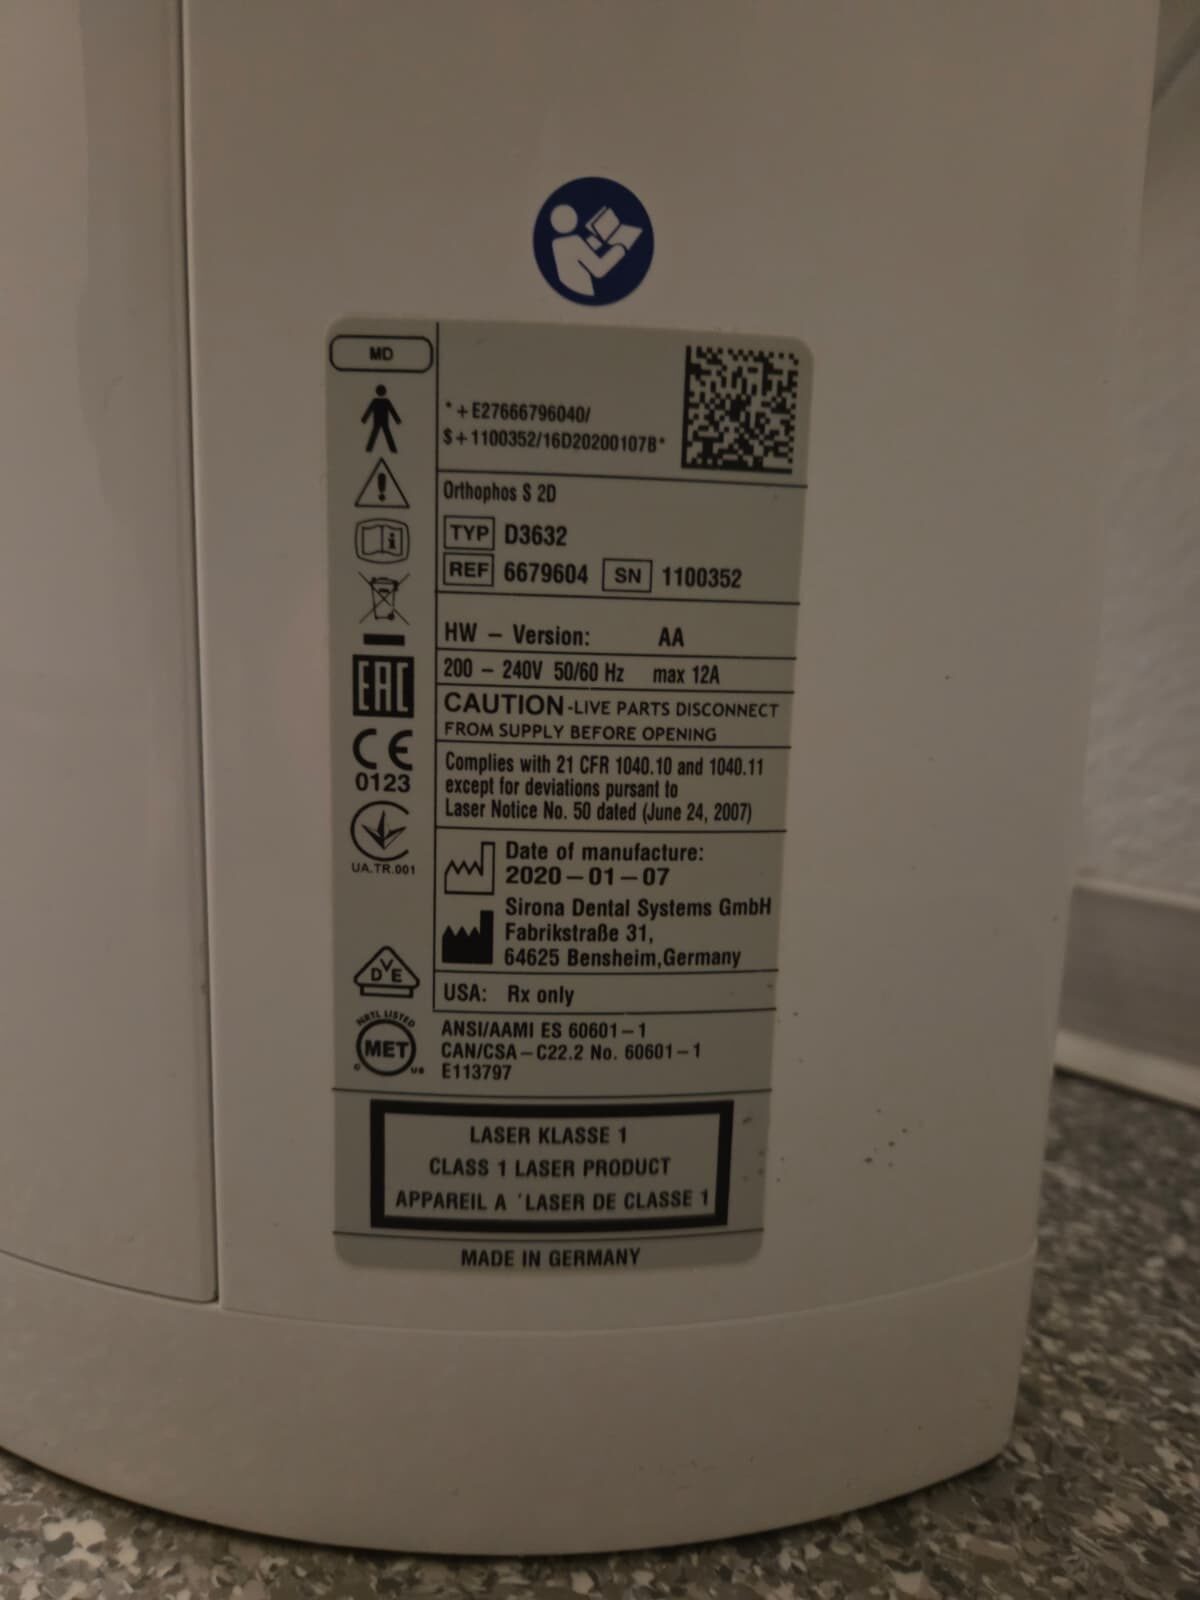 MD
*+E27666796040/
$+1100352/16D20200107B*
Orthophos S 2D
TYP D3632
REF 6679604 SN 1100352
HW – Version: AA
200 – 240V 50/60 Hz max 12A
CAUTION-LIVE PARTS DISCONNECT
FROM SUPPLY BEFORE OPENING
EAC
CE
0123
Complies with 21 CFR 1040.10 and 1040.11
except for deviations pursant to
Laser Notice No. 50 dated (June 24, 2007)
UA.TR.001
Date of manufacture:
2020–01–07
Sirona Dental Systems GmbH
Fabrikstraße 31,
64625 Bensheim,Germany
DVE
USA: Rx only
NRTL LISTED
MET
C US
ANSI/AAMI ES 60601–1
CAN/CSA–C22.2 No. 60601–1
E113797
LASER KLASSE 1
CLASS 1 LASER PRODUCT
APPAREIL A ´LASER DE CLASSE 1
MADE IN GERMANY